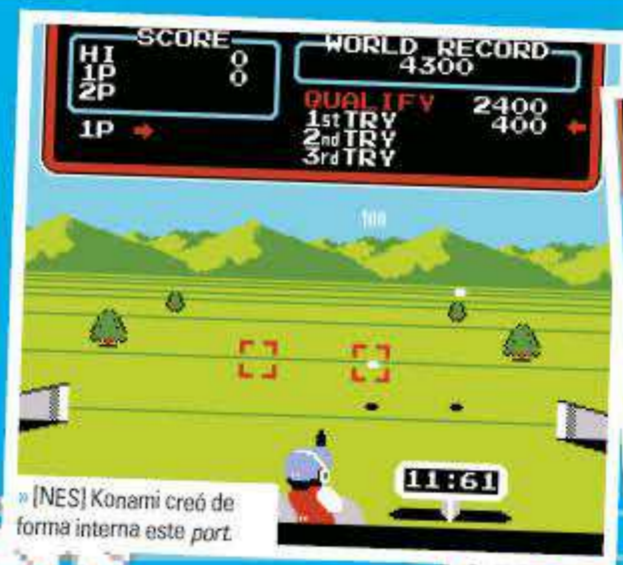 SCORE
HI 0
1P 0
2P
1P
WORLD RECORD
4300
QUALIFY 2400
1st TRY 400
2nd TRY
3rd TRY
100
11:61
» [NES] Konami creó de
forma interna este port.